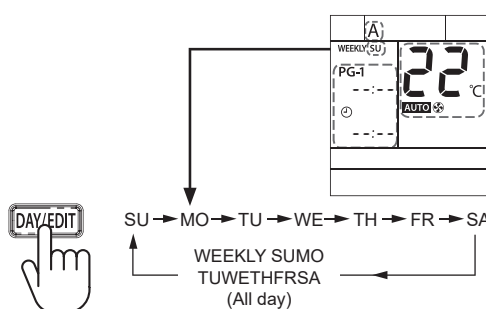 A
WEEKLY SU
PG-1
--:--
--:--
22 °C
AUTO
DAY/EDIT
SU MO TU WE TH FR SA
WEEKLY SUMO
TUWETHFRSA
(All day)